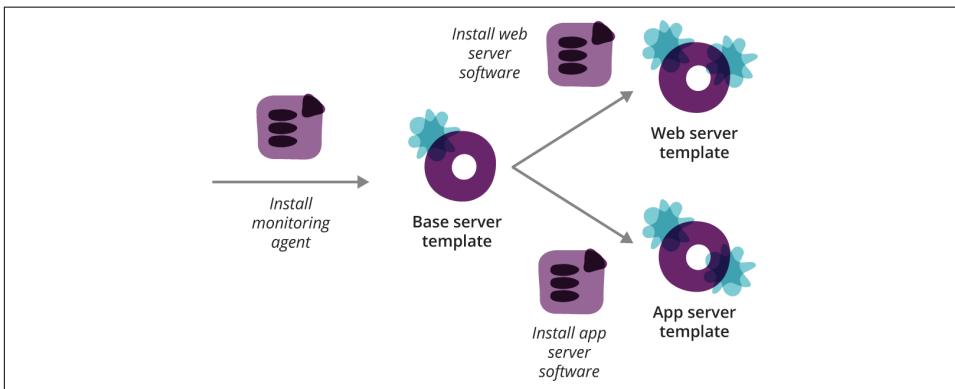 Install web
server
software
Web server
template
Install
monitoring
agent
Base server
template
App server
template
Install app
server
software